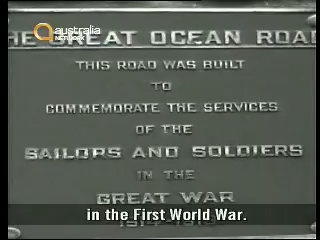 australia
NETWORK
HE GREAT OCEAN ROAD
THIS ROAD WAS BUILT
TO
COMMEMORATE THE SERVICES
OF THE
SAILORS AND SOLDIERS
IN THE
GREAT WAR
in the First World War.